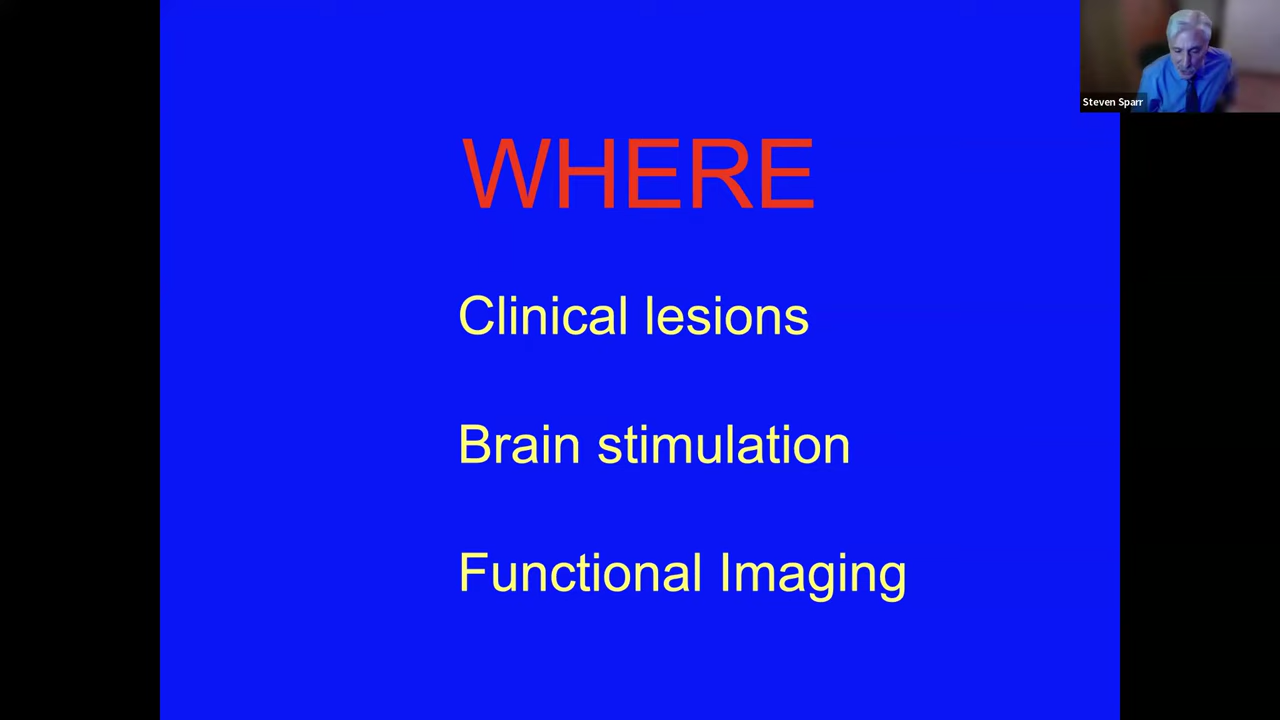 Steven Sparr
WHERE
Clinical lesions
Brain stimulation
Functional Imaging